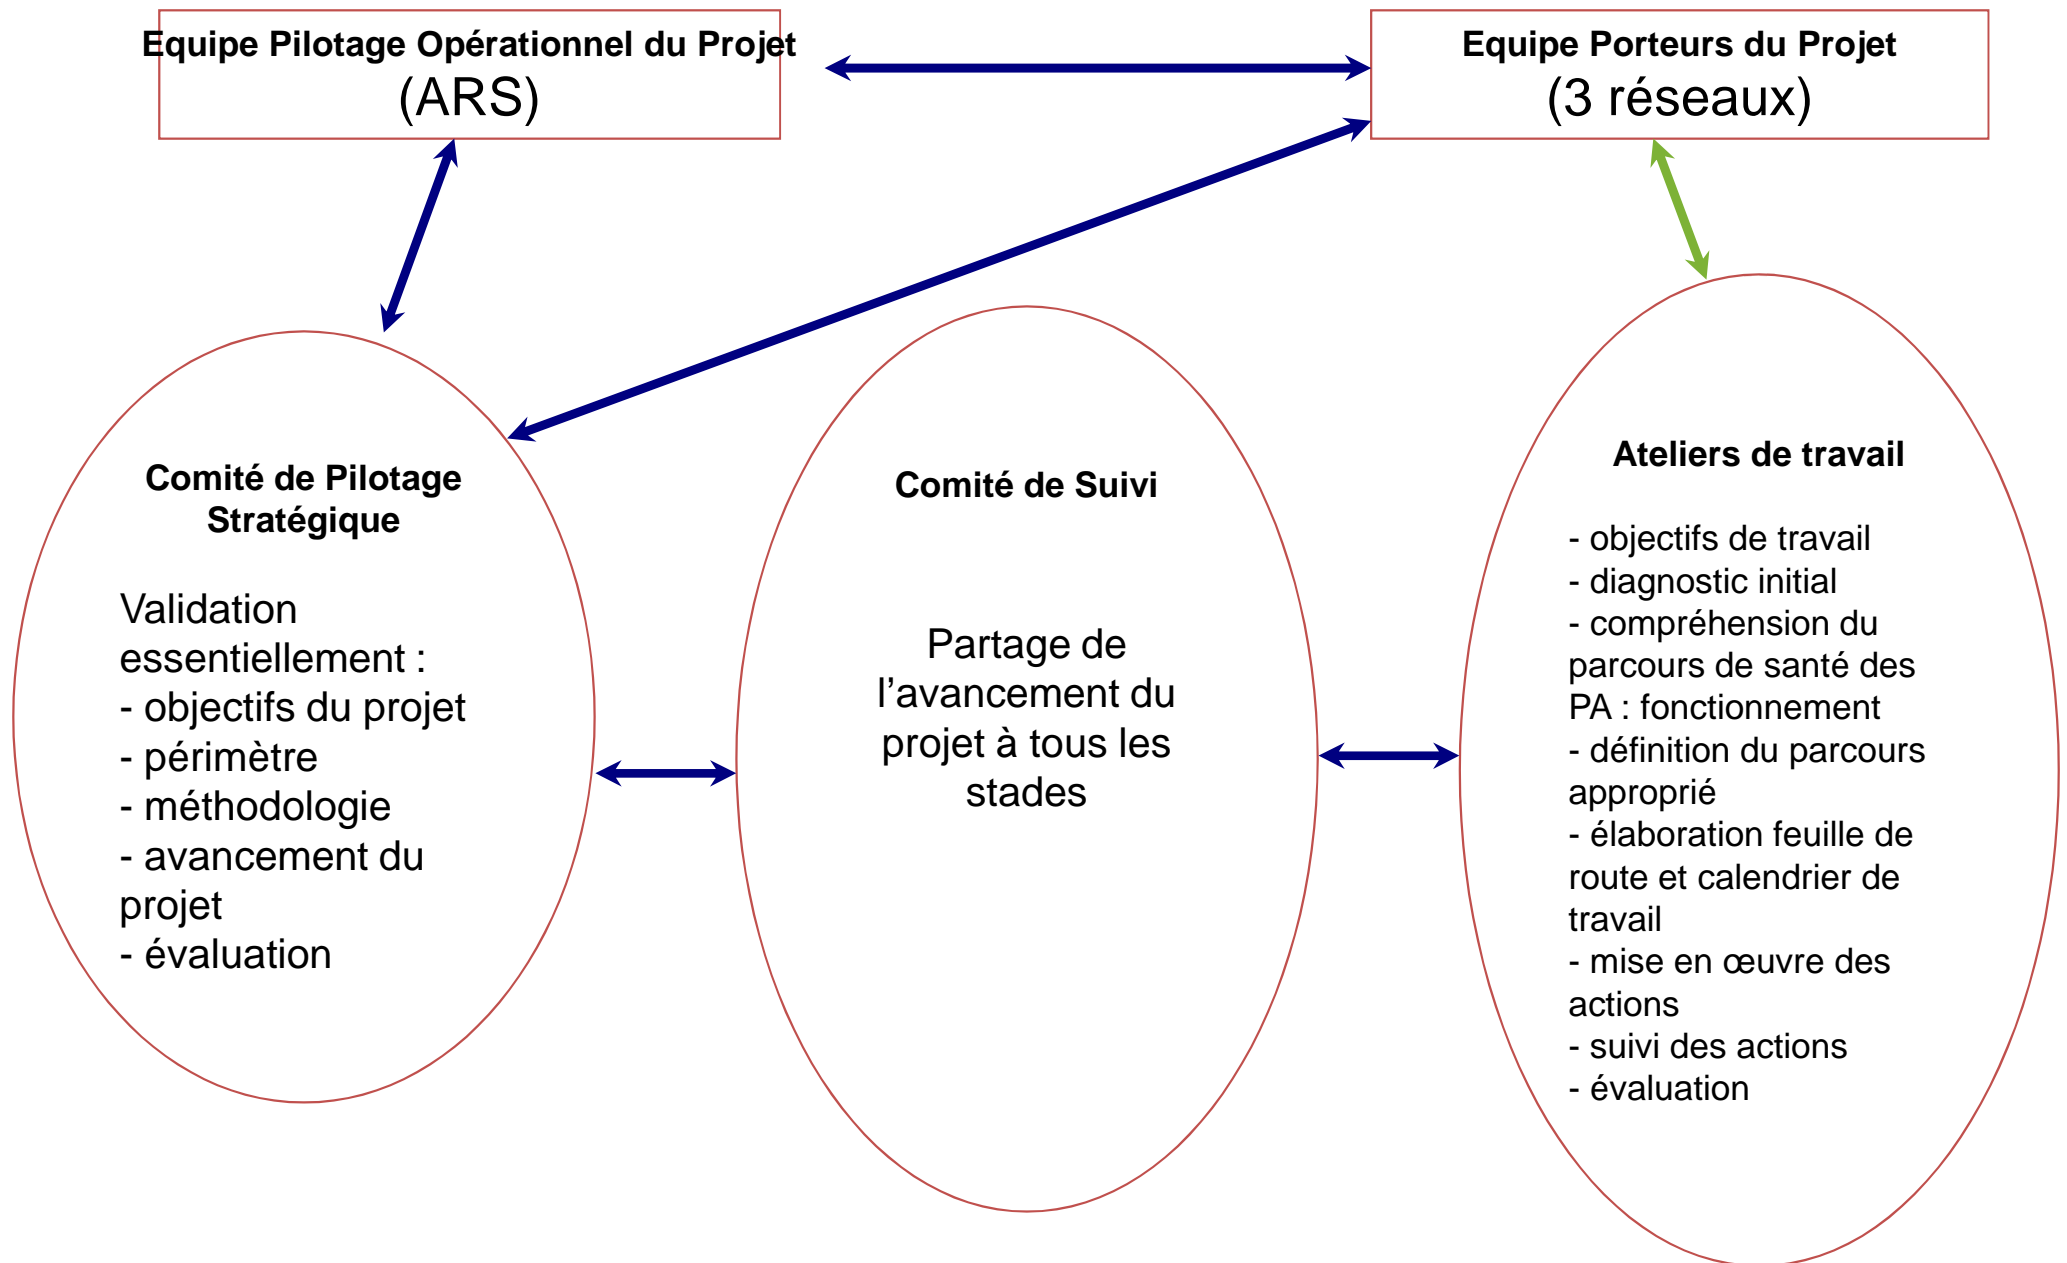 Equipe Pilotage Opérationnel du Projet
(ARS)
Equipe Porteurs du Projet
(3 réseaux)
Comité de Pilotage
Stratégique
Validation
essentiellement :
- objectifs du projet
- périmètre
- méthodologie
- avancement du
projet
- évaluation
Comité de Suivi
Partage de
l’avancement du
projet à tous les
stades
Ateliers de travail
- objectifs de travail
- diagnostic initial
- compréhension du
parcours de santé des
PA : fonctionnement
- définition du parcours
approprié
- élaboration feuille de
route et calendrier de
travail
- mise en œuvre des
actions
- suivi des actions
- évaluation